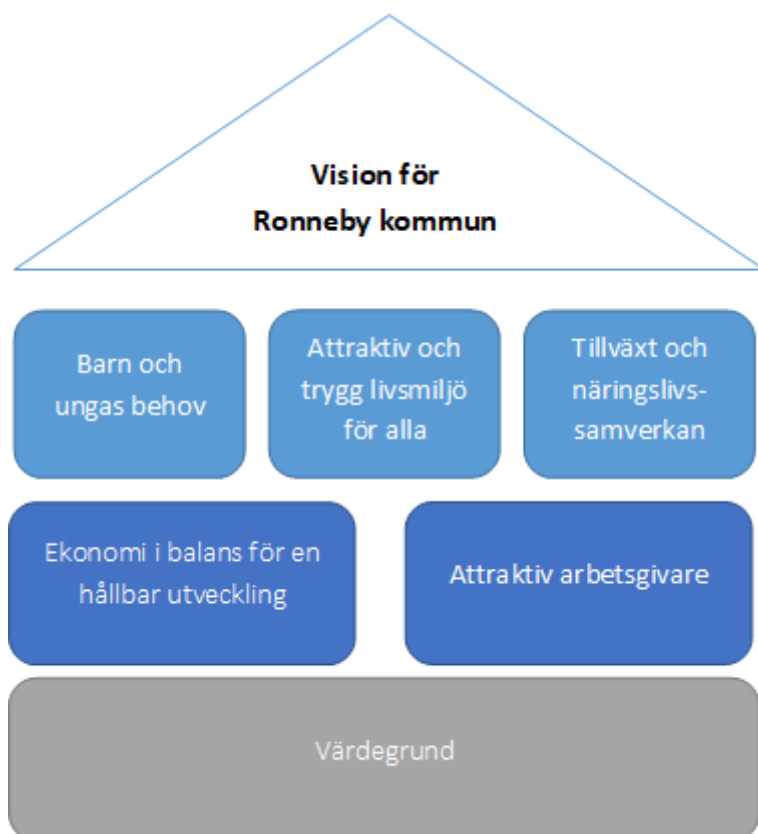 Vision för
Ronneby kommun
Barn och
ungas behov
Attraktiv och
trygg livsmiljö
för alla
Tillväxt och
näringslivs-
samverkan
Ekonomi i balans för en
hållbar utveckling
Attraktiv arbetsgivare
Värdegrund